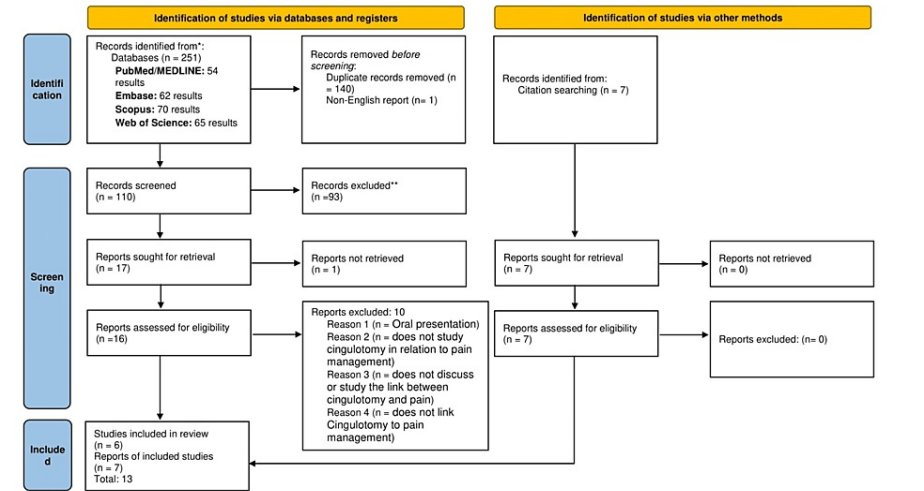 Identification of studies via databases and registers
Identification of studies via other methods
Identifi
cation
Records identified from*:
Databases (n = 251)
PubMed/MEDLINE: 54
results
Embase: 62 results
Scopus: 70 results
Web of Science: 65 results
Records removed before
screening:
Duplicate records removed (n
= 140)
Non-English report (n= 1)
Records identified from:
Citation searching (n = 7)
Screen
ing
Records screened
(n = 110)
Records excluded**
(n =93)
Reports sought for retrieval
(n = 17)
Reports not retrieved
(n = 1)
Reports sought for retrieval
(n = 7)
Reports not retrieved
(n = 0)
Reports assessed for eligibility
(n =16)
Reports excluded: 10
Reason 1 (n = Oral presentation)
Reason 2 (n = does not study
cingulotomy in relation to pain
management)
Reason 3 (n = does not discuss
or study the link between
cingulotomy and pain)
Reason 4 (n = does not link
Cingulotomy to pain
management)
Reports assessed for eligibility
(n = 7)
Reports excluded: (n= 0)
Include
d
Studies included in review
(n = 6)
Reports of included studies
(n = 7)
Total: 13